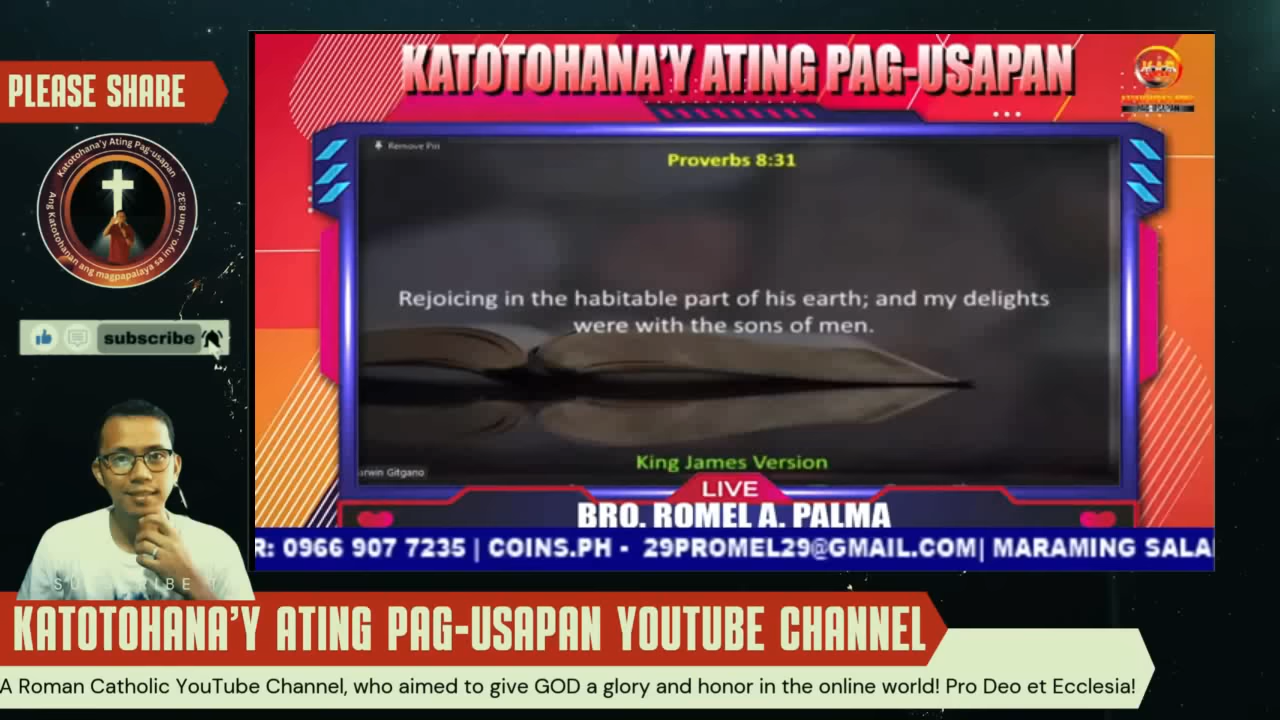 PLEASE SHARE
Katotohana'y Ating Pag-usapan
Ang Katotohanan ang magpapalaya sa inyo. Juan 8:32
subscribe
KATOTOHANA'Y ATING PAG-USAPAN
PAG-USAPAN
Remove Pin
Proverbs 8:31
Rejoicing in the habitable part of his earth; and my delights
were with the sons of men.
King James Version
arwin Gitgano
LIVE
BRO. ROMEL A. PALMA
R: 0966 907 7235 | COINS.PH - 29PROMEL29@GMAIL.COM| MARAMING SALA
KATOTOHANA'Y ATING PAG-USAPAN YOUTUBE CHANNEL
A Roman Catholic YouTube Channel, who aimed to give GOD a glory and honor in the online world! Pro Deo et Ecclesia!